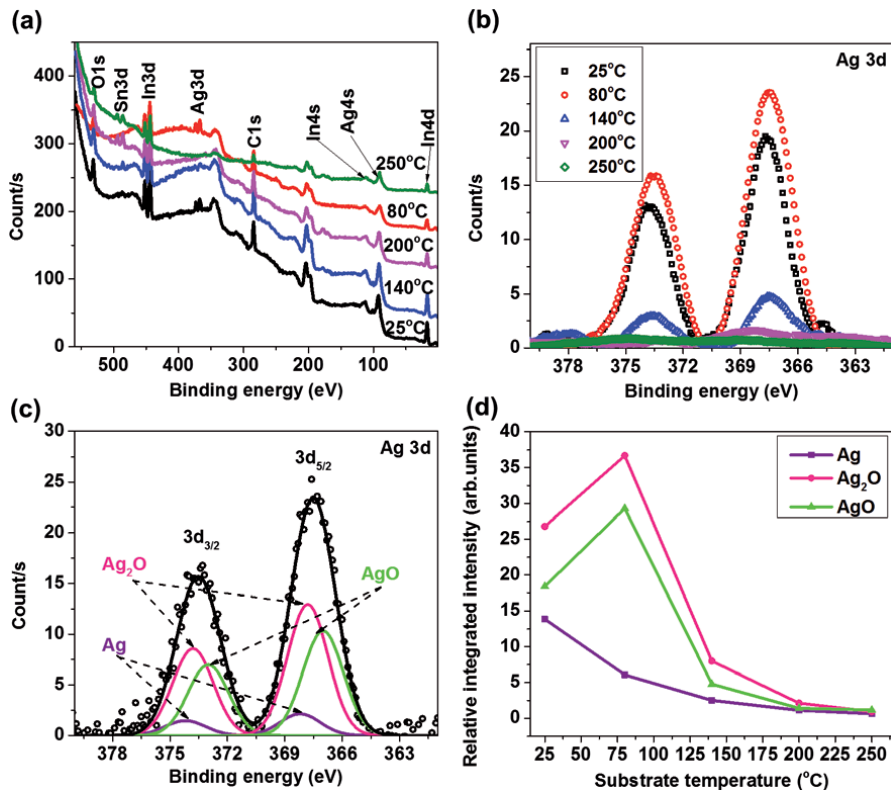 (a)
Count/s
400
300
200
100
0
O1s
Sn3d
In3d
Ag3d
C1s
In4s
Ag4s
In4d
250°C
80°C
200°C
140°C
25°C
500 400 300 200 100
Binding energy (eV)
(b)
Ag 3d
Count/s
25
20
15
10
5
0
25°C
80°C
140°C
200°C
250°C
378 375 372 369 366 363
Binding energy (eV)
(c)
Ag 3d
Count/s
30
25
20
15
10
5
0
3d5/2
3d3/2
Ag2O
AgO
Ag
378 375 372 369 366 363
Binding energy (eV)
(d)
Relative integrated intensity (arb.units)
40
35
30
25
20
15
10
5
0
Ag
Ag2O
AgO
25 50 75 100 125 150 175 200 225 250
Substrate temperature (°C)